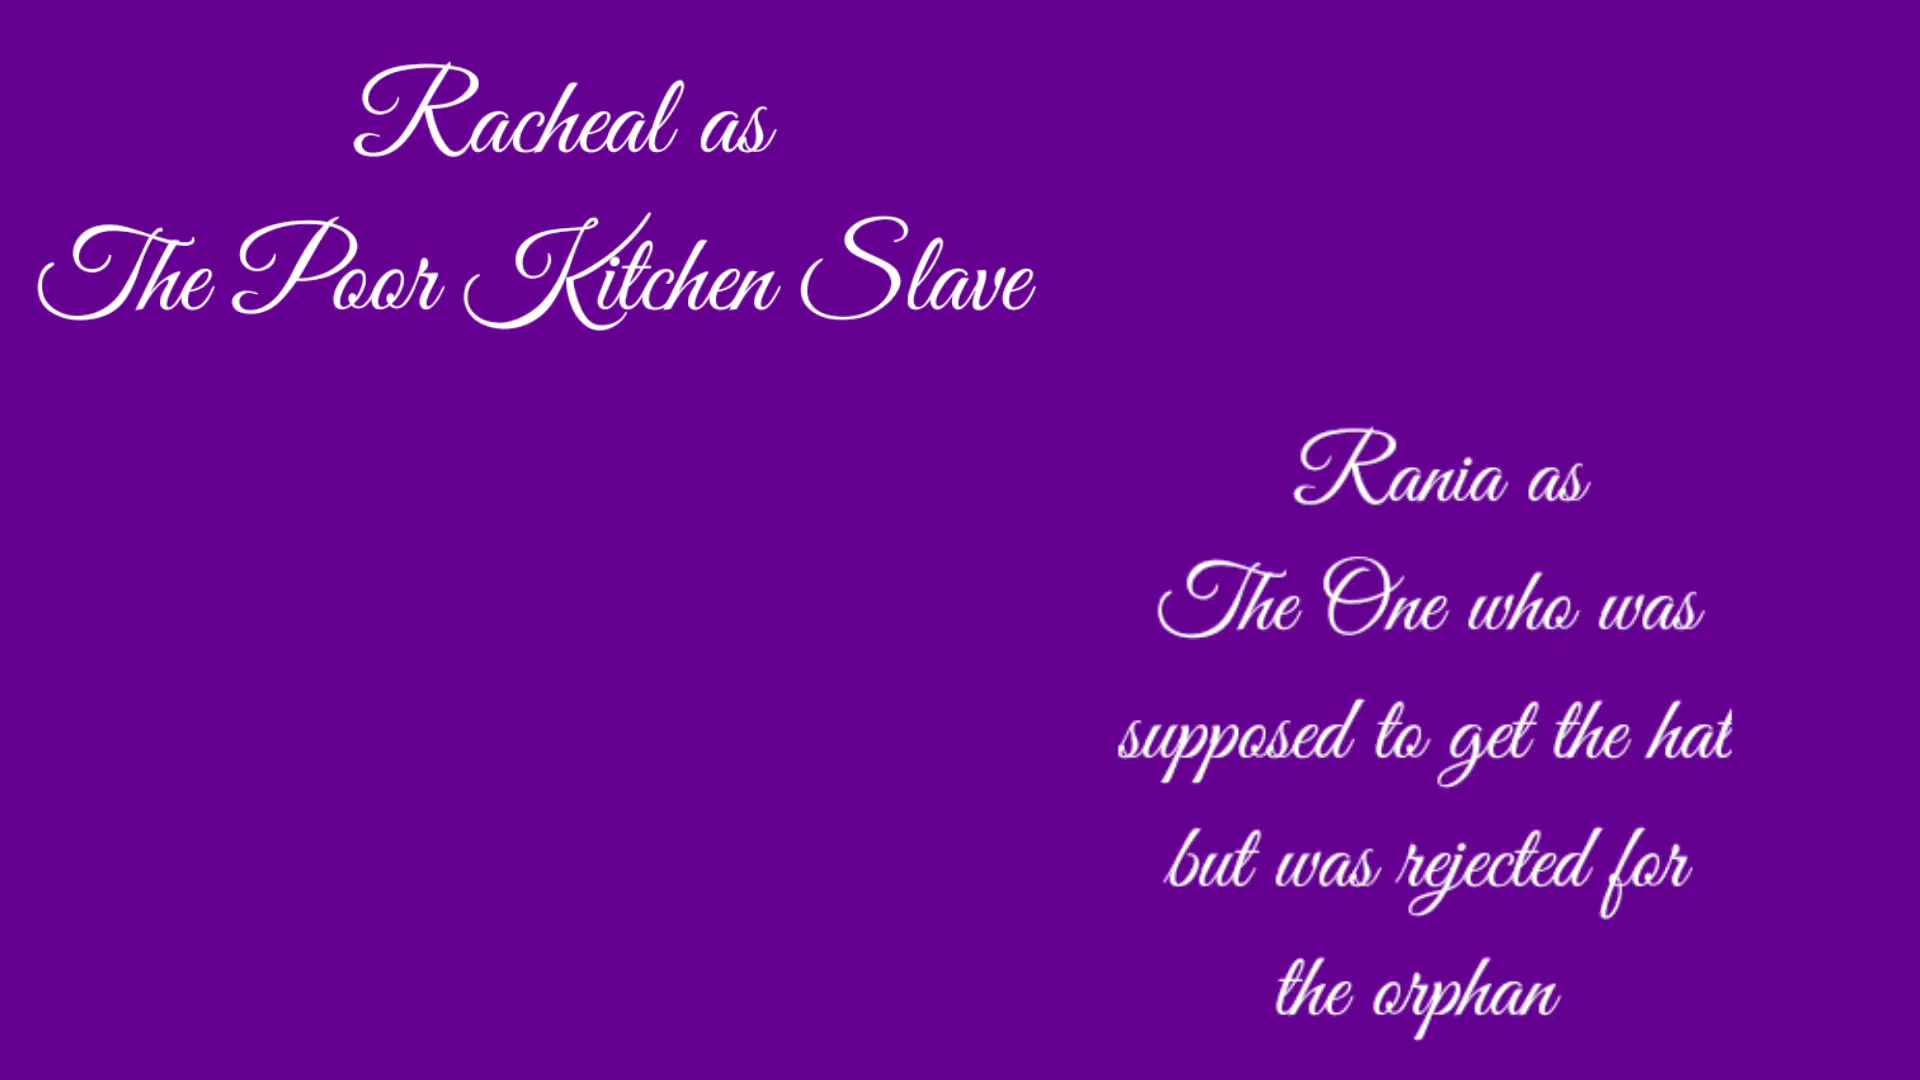 Racheal as
The Poor Kitchen Slave
Rania as
The One who was
supposed to get the hat
but was rejected for
the orphan